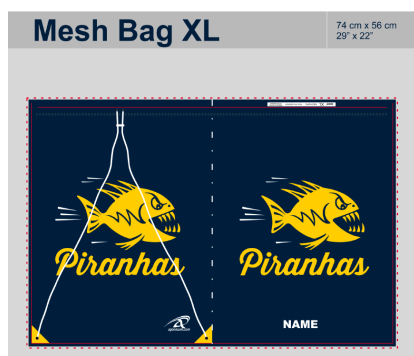 Mesh Bag XL
74 cm x 56 cm
29" x 22"
Piranhas
Piranhas
NAME